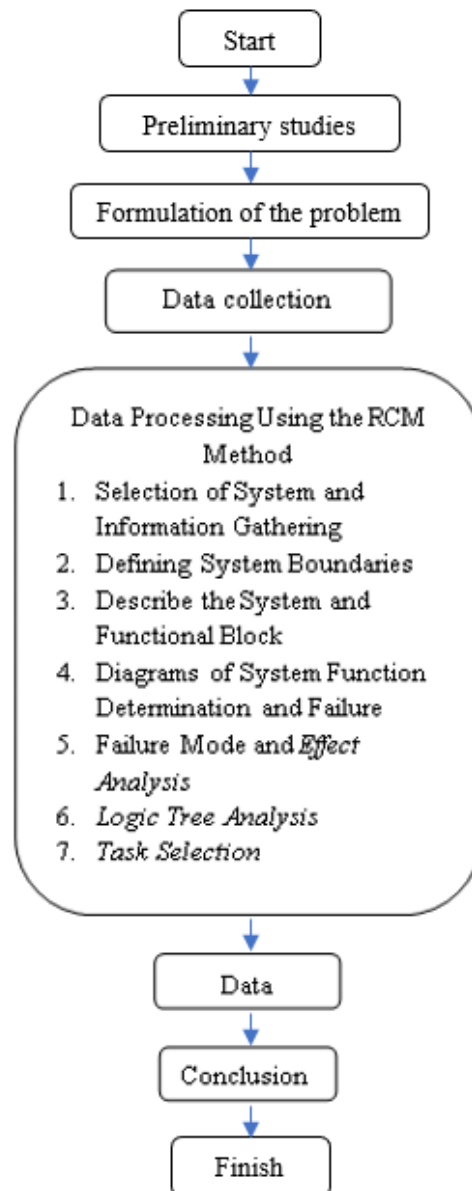 Start
Preliminary studies
Formulation of the problem
Data collection
Data Processing Using the RCM
Method
1. Selection of System and
Information Gathering
2. Defining System Boundaries
3. Describe the System and
Functional Block
4. Diagrams of System Function
Determination and Failure
5. Failure Mode and Effect
Analysis
6. Logic Tree Analysis
7. Task Selection
Data
Conclusion
Finish